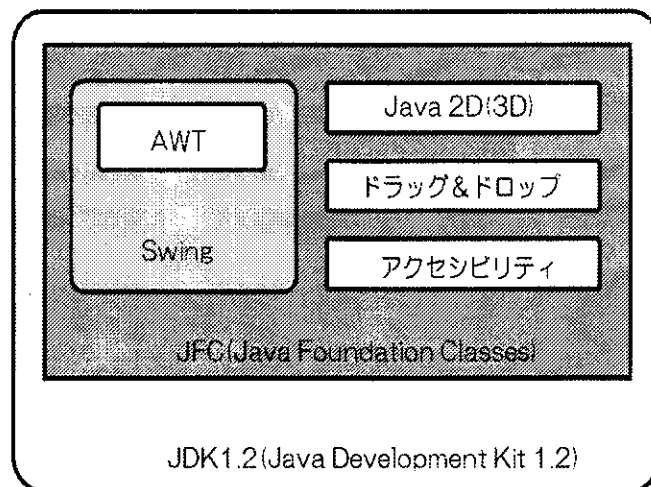 AWT
Swing
Java 2D(3D)
ドラッグ&ドロップ
アクセシビリティ
JFC(Java Foundation Classes)
JDK1.2(Java Development Kit 1.2)